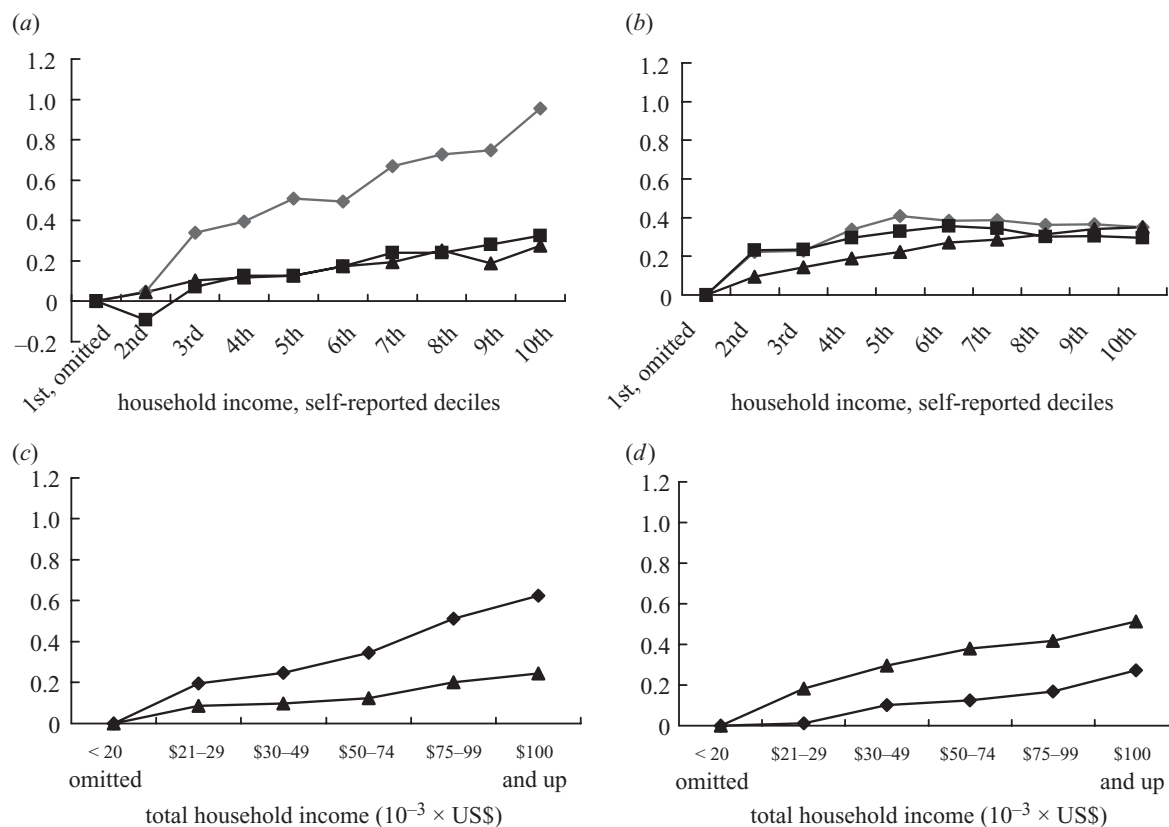 (a)
1.2
1.0
0.8
0.6
0.4
0.2
0
–0.2
1st, omitted
2nd
3rd
4th
5th
6th
7th
8th
9th
10th
household income, self-reported deciles
(b)
1.2
1.0
0.8
0.6
0.4
0.2
0
1st, omitted
2nd
3rd
4th
5th
6th
7th
8th
9th
10th
household income, self-reported deciles
(c)
1.2
1.0
0.8
0.6
0.4
0.2
0
< 20 $21–29 $30–49 $50–74 $75–99 $100
omitted and up
total household income (10⁻³ × US$)
(d)
1.2
1.0
0.8
0.6
0.4
0.2
0
< 20 $21–29 $30–49 $50–74 $75–99 $100
omitted and up
total household income (10⁻³ × US$)